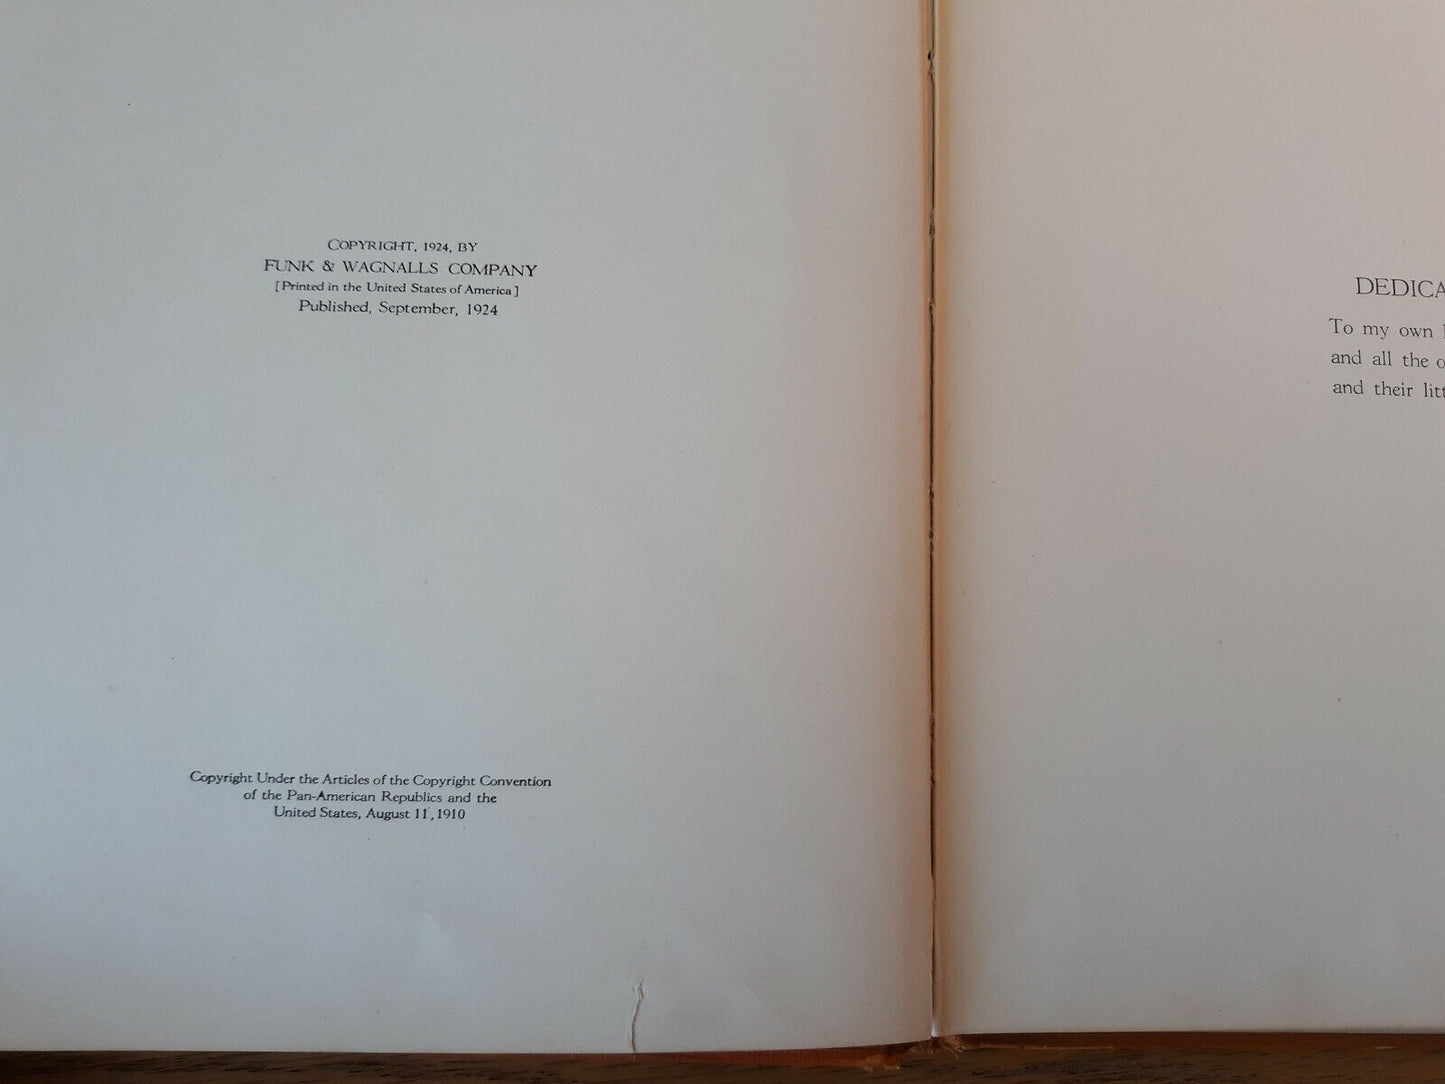 COPYRIGHT, 1924, BY
FUNK & WAGNALLS COMPANY
[Printed in the United States of America]
Published, September, 1924
Copyright Under the Articles of the Copyright Convention
of the Pan-American Republics and the
United States, August 11, 1910
DEDICA
To my own
and all the o
and their litt